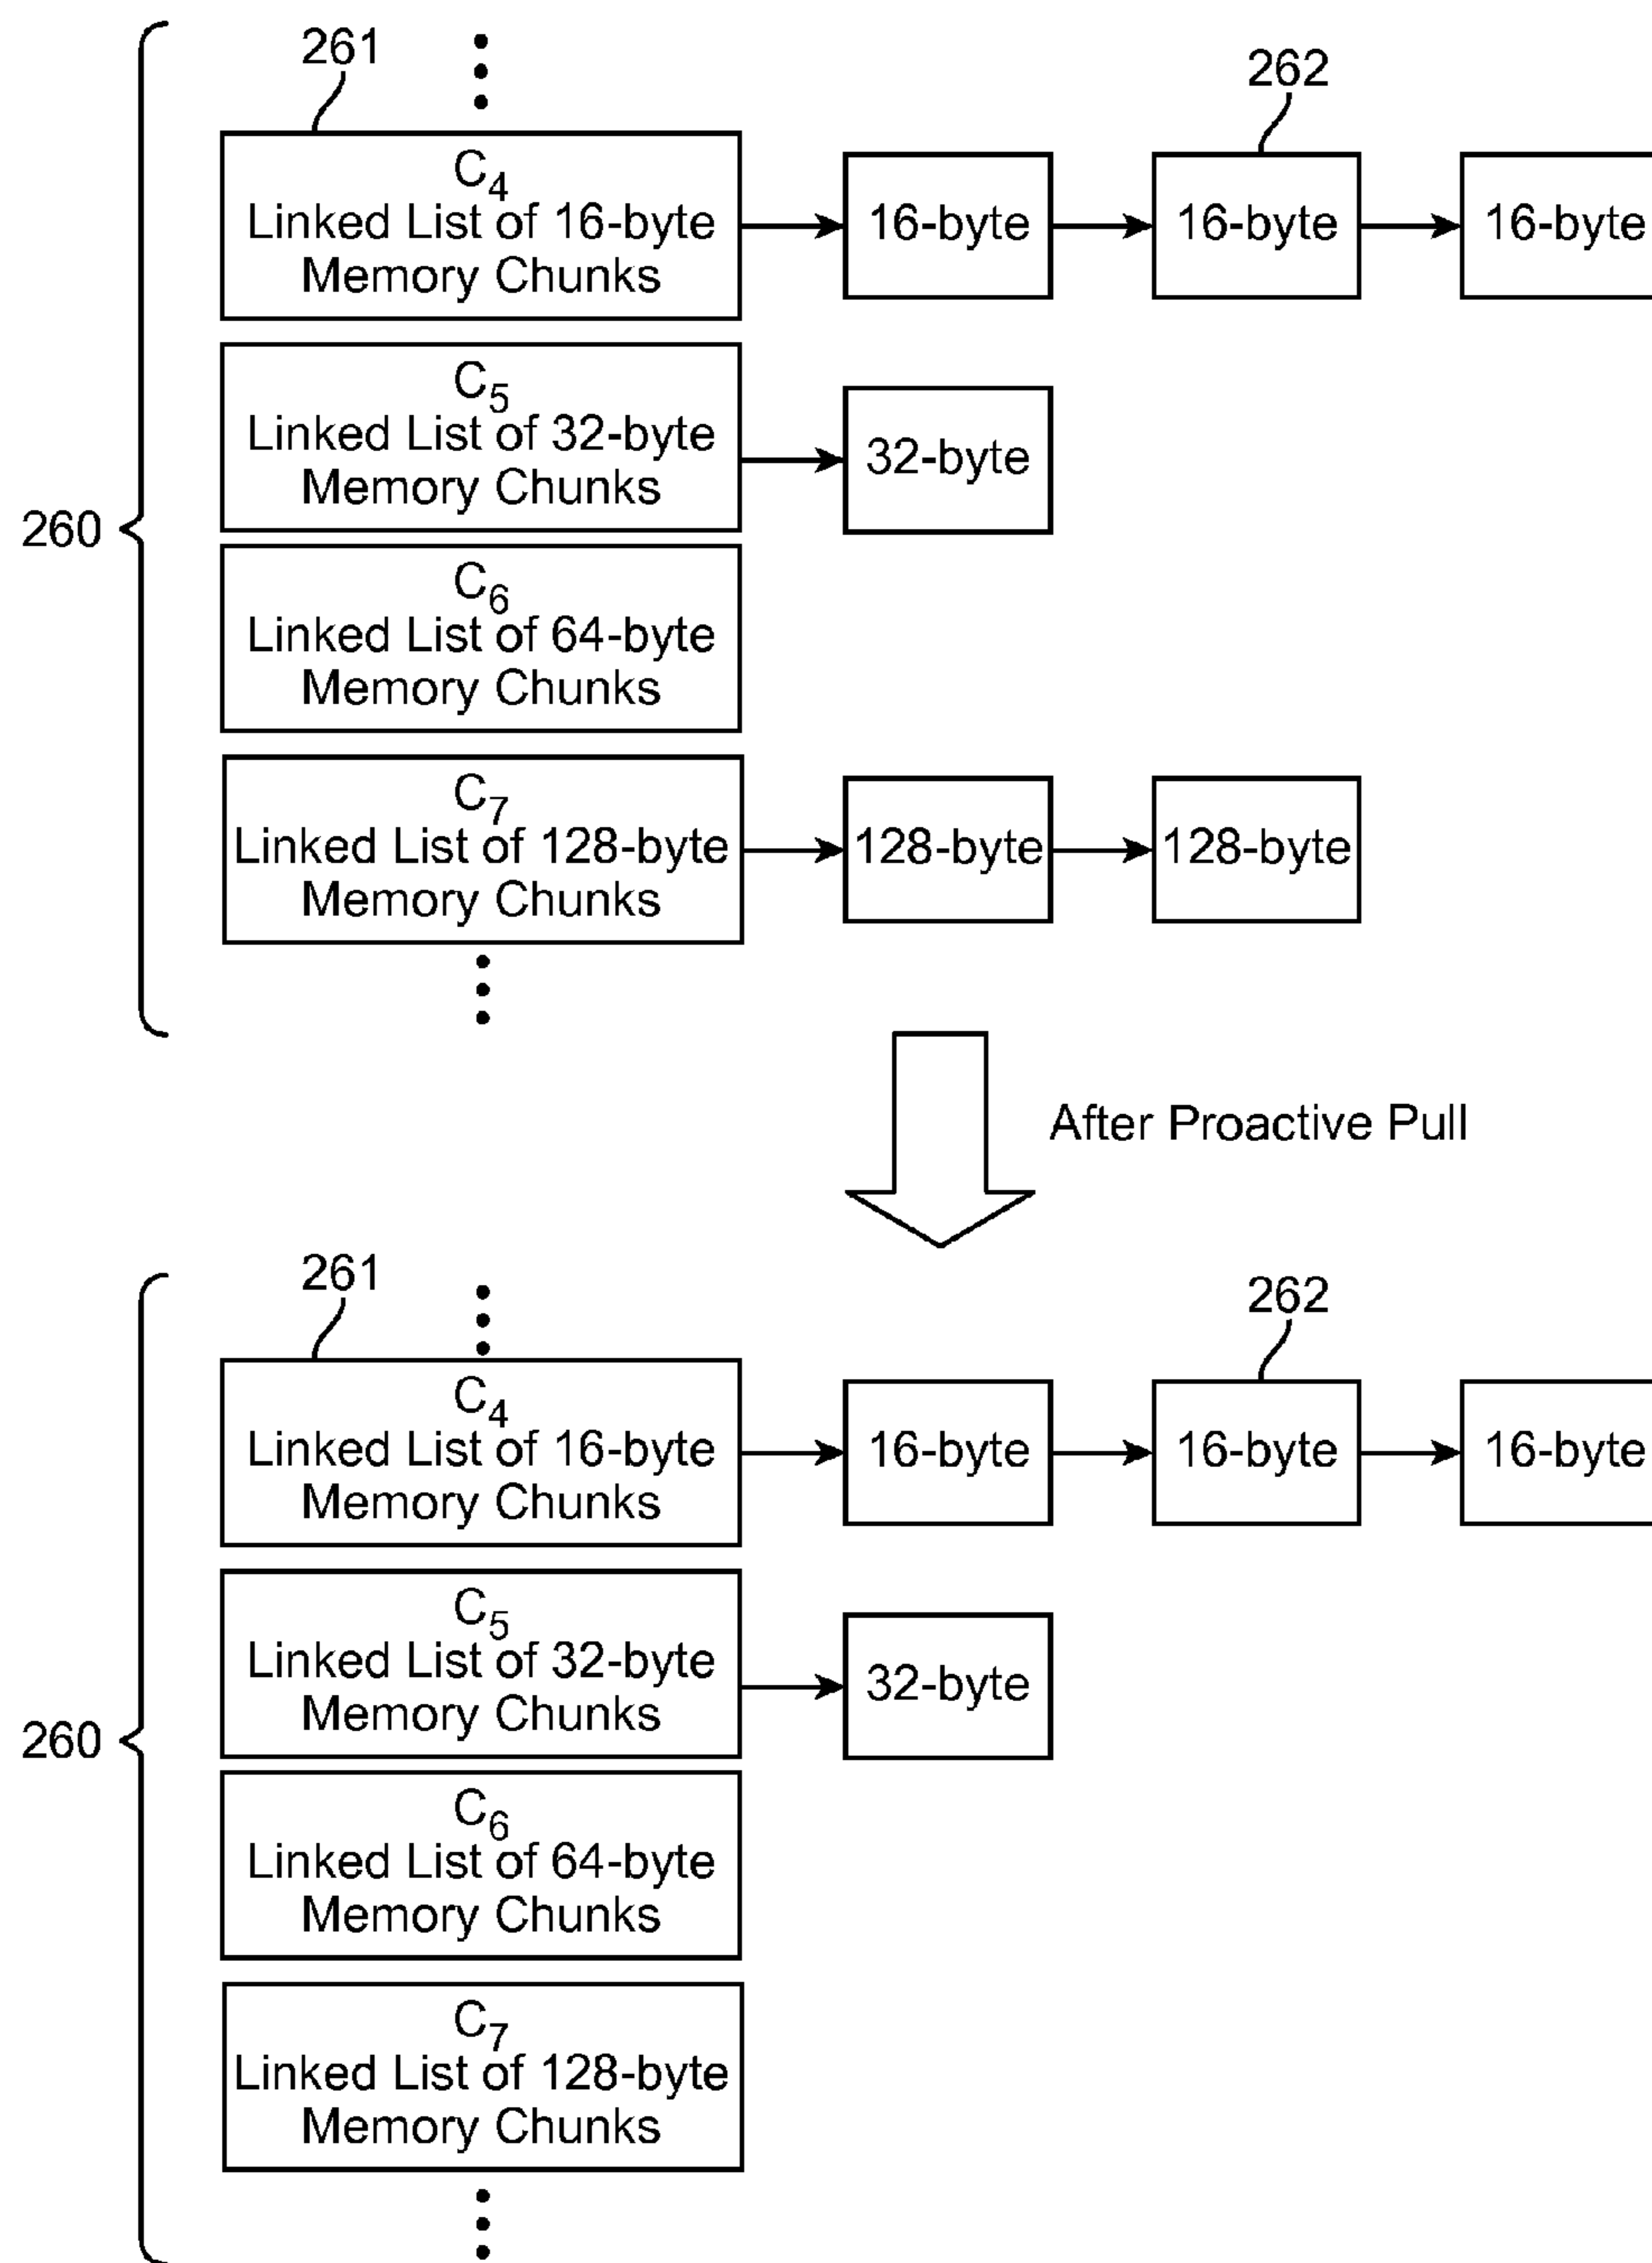 261
262
C4
Linked List of 16-byte
Memory Chunks
16-byte
16-byte
16-byte
C5
Linked List of 32-byte
Memory Chunks
32-byte
260
C6
Linked List of 64-byte
Memory Chunks
C7
Linked List of 128-byte
Memory Chunks
128-byte
128-byte
After Proactive Pull
261
262
C4
Linked List of 16-byte
Memory Chunks
16-byte
16-byte
16-byte
C5
Linked List of 32-byte
Memory Chunks
32-byte
260
C6
Linked List of 64-byte
Memory Chunks
C7
Linked List of 128-byte
Memory Chunks